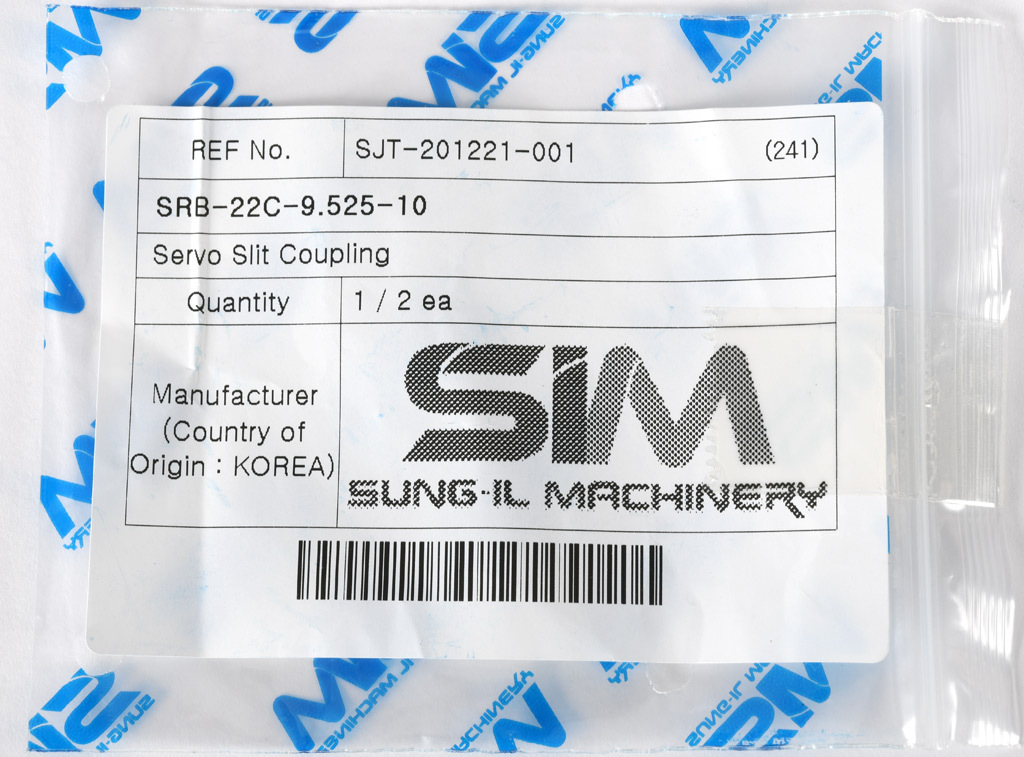 REF No. SJT-201221-001 (241)
SRB-22C-9.525-10
Servo Slit Coupling
Quantity 1 / 2 ea
Manufacturer
(Country of
Origin : KOREA)
SIM
SUNG-IL MACHINERY